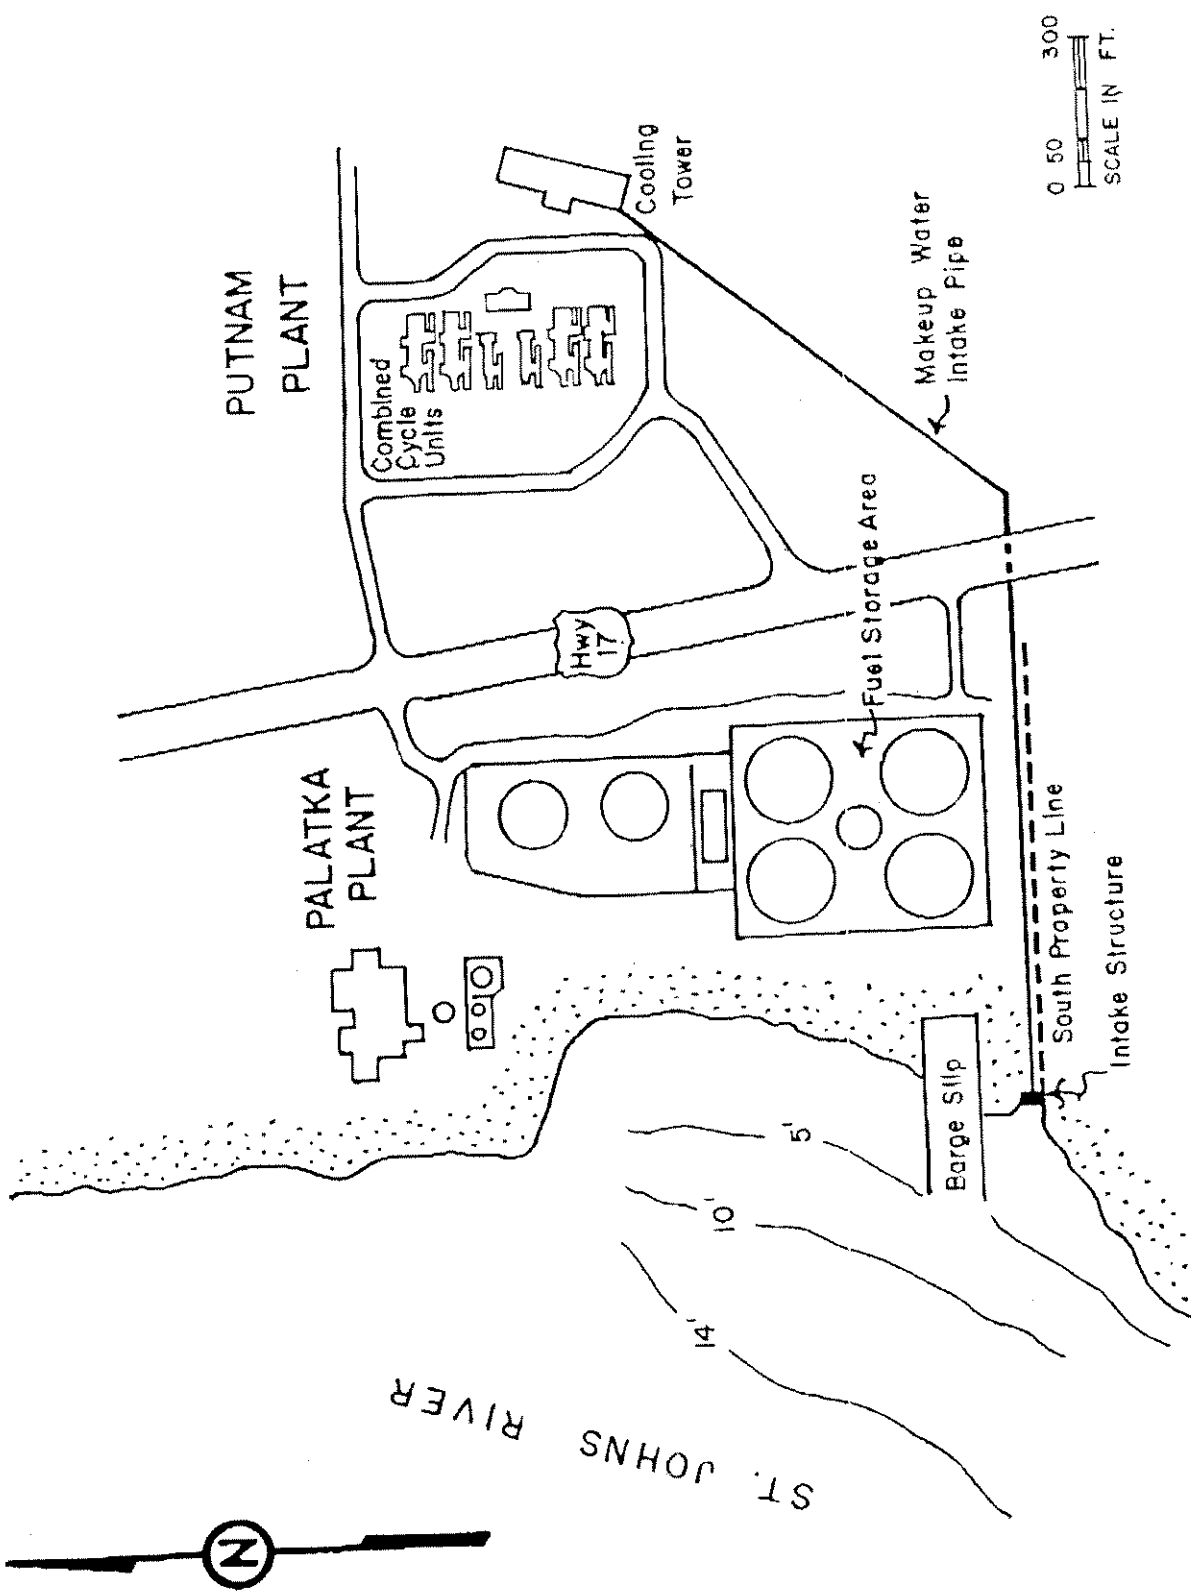 PUTNAM
PLANT
Combined
Cycle
Units
Cooling
Tower
Makeup Water
Intake Pipe
0 50 300
SCALE IN FT.
Hwy
17
Fuel Storage Area
PALATKA
PLANT
South Property Line
Intake Structure
Barge Slip
5'
10'
14'
ST. JOHNS RIVER
N